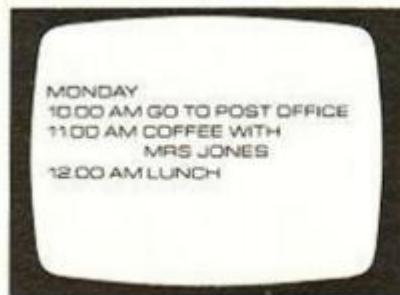 MONDAY
10.00 AM GO TO POST OFFICE
11.00 AM COFFEE WITH
MRS JONES
12.00 AM LUNCH